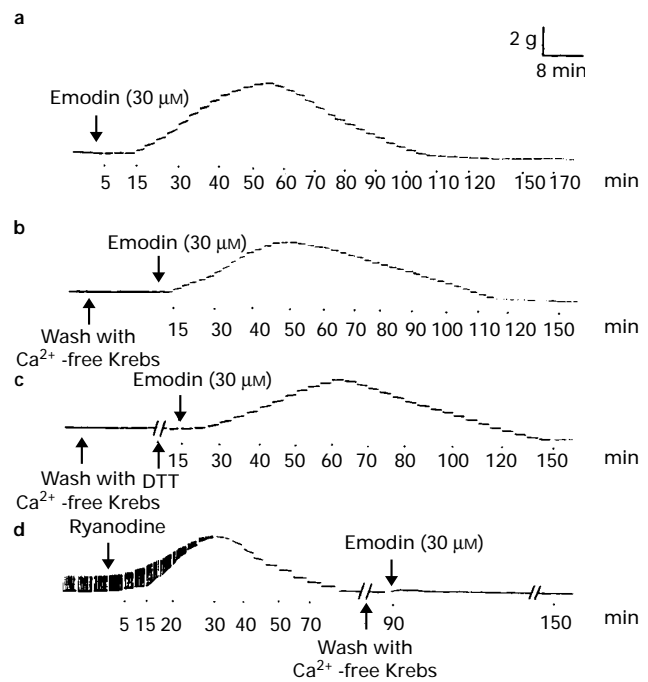 a
2 g
8 min
Emodin (30 µM)
5 15 30 40 50 60 70 80 90 100 110 120 150 170 min
b
Emodin (30 µM)
15 30 40 50 60 70 80 90 100 110 120 150 min
Wash with
Ca²⁺ -free Krebs
c
Emodin (30 µM)
15 30 40 50 60 70 80 100 120 150 min
Wash with DTT
Ca²⁺ -free Krebs
d
Ryanodine
Emodin (30 µM)
5 15 20 30 40 50 70 90 150 min
Wash with
Ca²⁺ -free Krebs